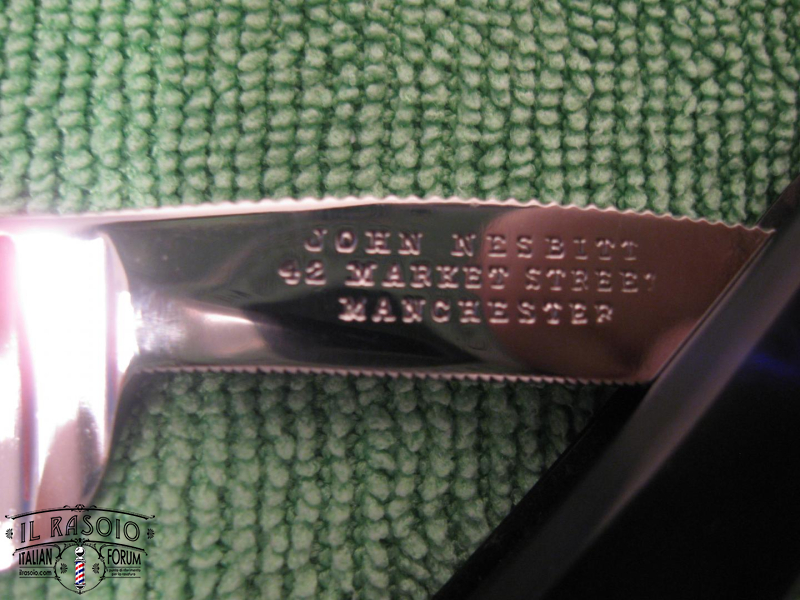 JOHN NESBITT
42 MARKET STREET
MANCHESTER
IL RASOIO
ITALIAN FORUM
ilrasoio.com